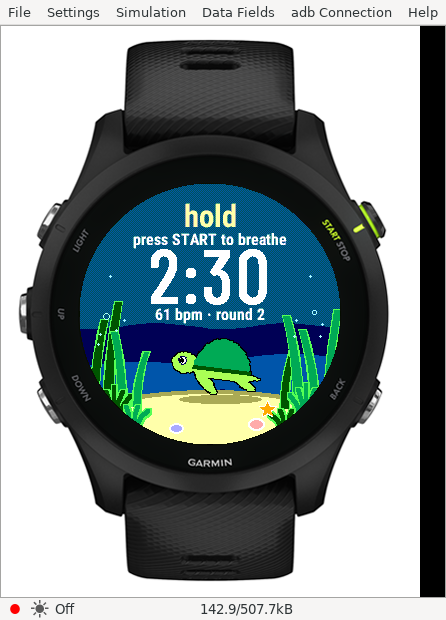 File Settings Simulation Data Fields adb Connection Help
LIGHT
START STOP
hold
press START to breathe
2:30
61 bpm · round 2
UP
DOWN
BACK
GARMIN
Off 142.9/507.7kB